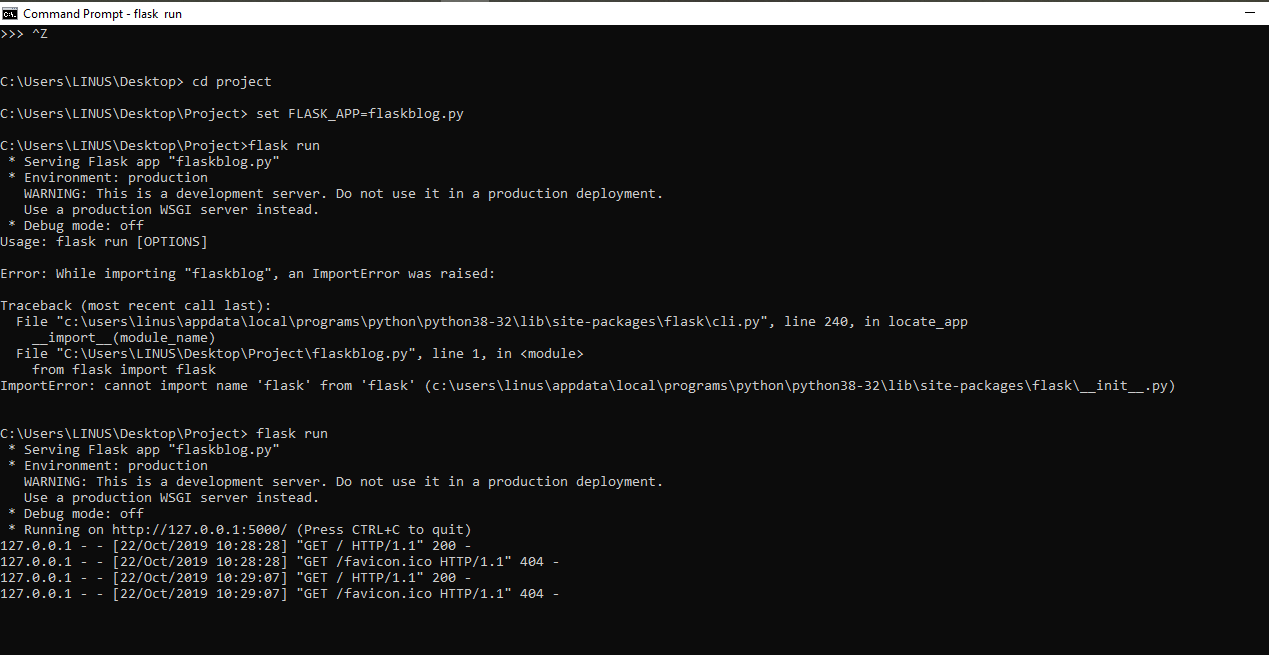 Command Prompt - flask run
>>> ^Z
C:\Users\LINUS\Desktop> cd project
C:\Users\LINUS\Desktop\Project> set FLASK_APP=flaskblog.py
C:\Users\LINUS\Desktop\Project>flask run
 * Serving Flask app "flaskblog.py"
 * Environment: production
   WARNING: This is a development server. Do not use it in a production deployment.
   Use a production WSGI server instead.
 * Debug mode: off
Usage: flask run [OPTIONS]
Error: While importing "flaskblog", an ImportError was raised:
Traceback (most recent call last):
  File "c:\users\linus\appdata\local\programs\python\python38-32\lib\site-packages\flask\cli.py", line 240, in locate_app
    __import__(module_name)
  File "C:\Users\LINUS\Desktop\Project\flaskblog.py", line 1, in <module>
    from flask import flask
ImportError: cannot import name 'flask' from 'flask' (c:\users\linus\appdata\local\programs\python\python38-32\lib\site-packages\flask\__init__.py)
C:\Users\LINUS\Desktop\Project> flask run
 * Serving Flask app "flaskblog.py"
 * Environment: production
   WARNING: This is a development server. Do not use it in a production deployment.
   Use a production WSGI server instead.
 * Debug mode: off
 * Running on http://127.0.0.1:5000/ (Press CTRL+C to quit)
127.0.0.1 - - [22/Oct/2019 10:28:28] "GET / HTTP/1.1" 200 -
127.0.0.1 - - [22/Oct/2019 10:28:28] "GET /favicon.ico HTTP/1.1" 404 -
127.0.0.1 - - [22/Oct/2019 10:29:07] "GET / HTTP/1.1" 200 -
127.0.0.1 - - [22/Oct/2019 10:29:07] "GET /favicon.ico HTTP/1.1" 404 -